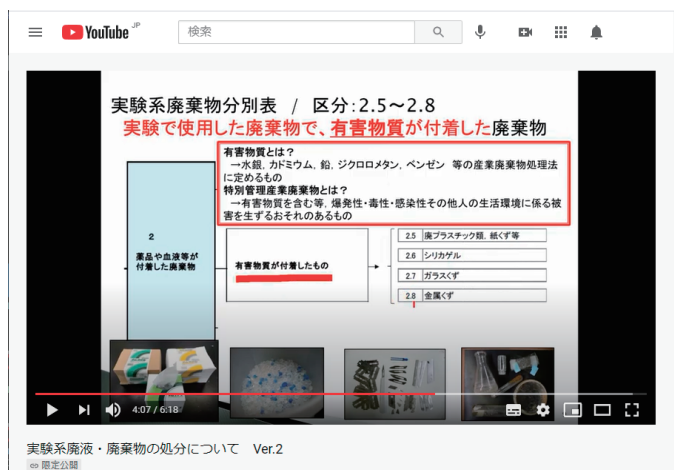 YouTube JP
検索
実験系廃棄物分別表 / 区分:2.5～2.8
実験で使用した廃棄物で、有害物質が付着した廃棄物
有害物質とは？
→水銀, カドミウム, 鉛, ジクロロメタン, ベンゼン 等の産業廃棄物処理法
に定めるもの
特別管理産業廃棄物とは？
→有害物質を含む等, 爆発性・毒性・感染性その他人の生活環境に係る被
害を生ずるおそれのあるもの
2
薬品や血液等が
付着した廃棄物
有害物質が付着したもの
2.5 廃プラスチック類, 紙くず等
2.6 シリカゲル
2.7 ガラスくず
2.8 金属くず
4:07 / 6:18
実験系廃液・廃棄物の処分について Ver.2
限定公開